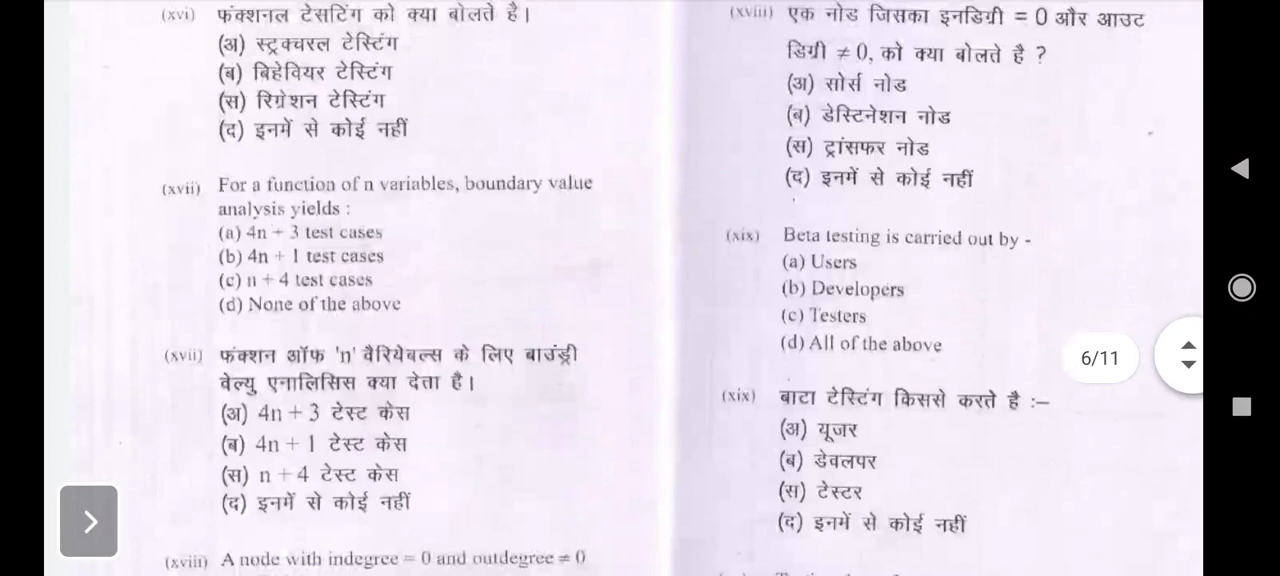 (xvi) फंक्शनल टेसटिंग को क्या बोलते है।
(अ) स्ट्रक्चरल टेस्टिंग
(ब) बिहेवियर टेस्टिंग
(स) रिग्रेशन टेस्टिंग
(द) इनमें से कोई नहीं
(xvii) For a function of n variables, boundary value
analysis yields :
(a) 4n + 3 test cases
(b) 4n + 1 test cases
(c) n + 4 test cases
(d) None of the above
(xvii) फंक्शन ऑफ 'n' वैरियेबल्स के लिए बाउंड्री
वेल्यु एनालिसिस क्या देता है।
(अ) 4n + 3 टेस्ट केस
(ब) 4n + 1 टेस्ट केस
(स) n + 4 टेस्ट केस
(द) इनमें से कोई नहीं
(xviii) A node with indegree = 0 and outdegree ≠ 0
(xviii) एक नोड जिसका इनडिग्री = 0 और आउट
डिग्री ≠ 0, को क्या बोलते है ?
(अ) सोर्स नोड
(ब) डेस्टिनेशन नोड
(स) ट्रांसफर नोड
(द) इनमें से कोई नहीं
(xix) Beta testing is carried out by -
(a) Users
(b) Developers
(c) Testers
(d) All of the above
(xix) बाटा टेस्टिंग किससे करते है :–
(अ) यूजर
(ब) डेवलपर
(स) टेस्टर
(द) इनमें से कोई नहीं
6/11